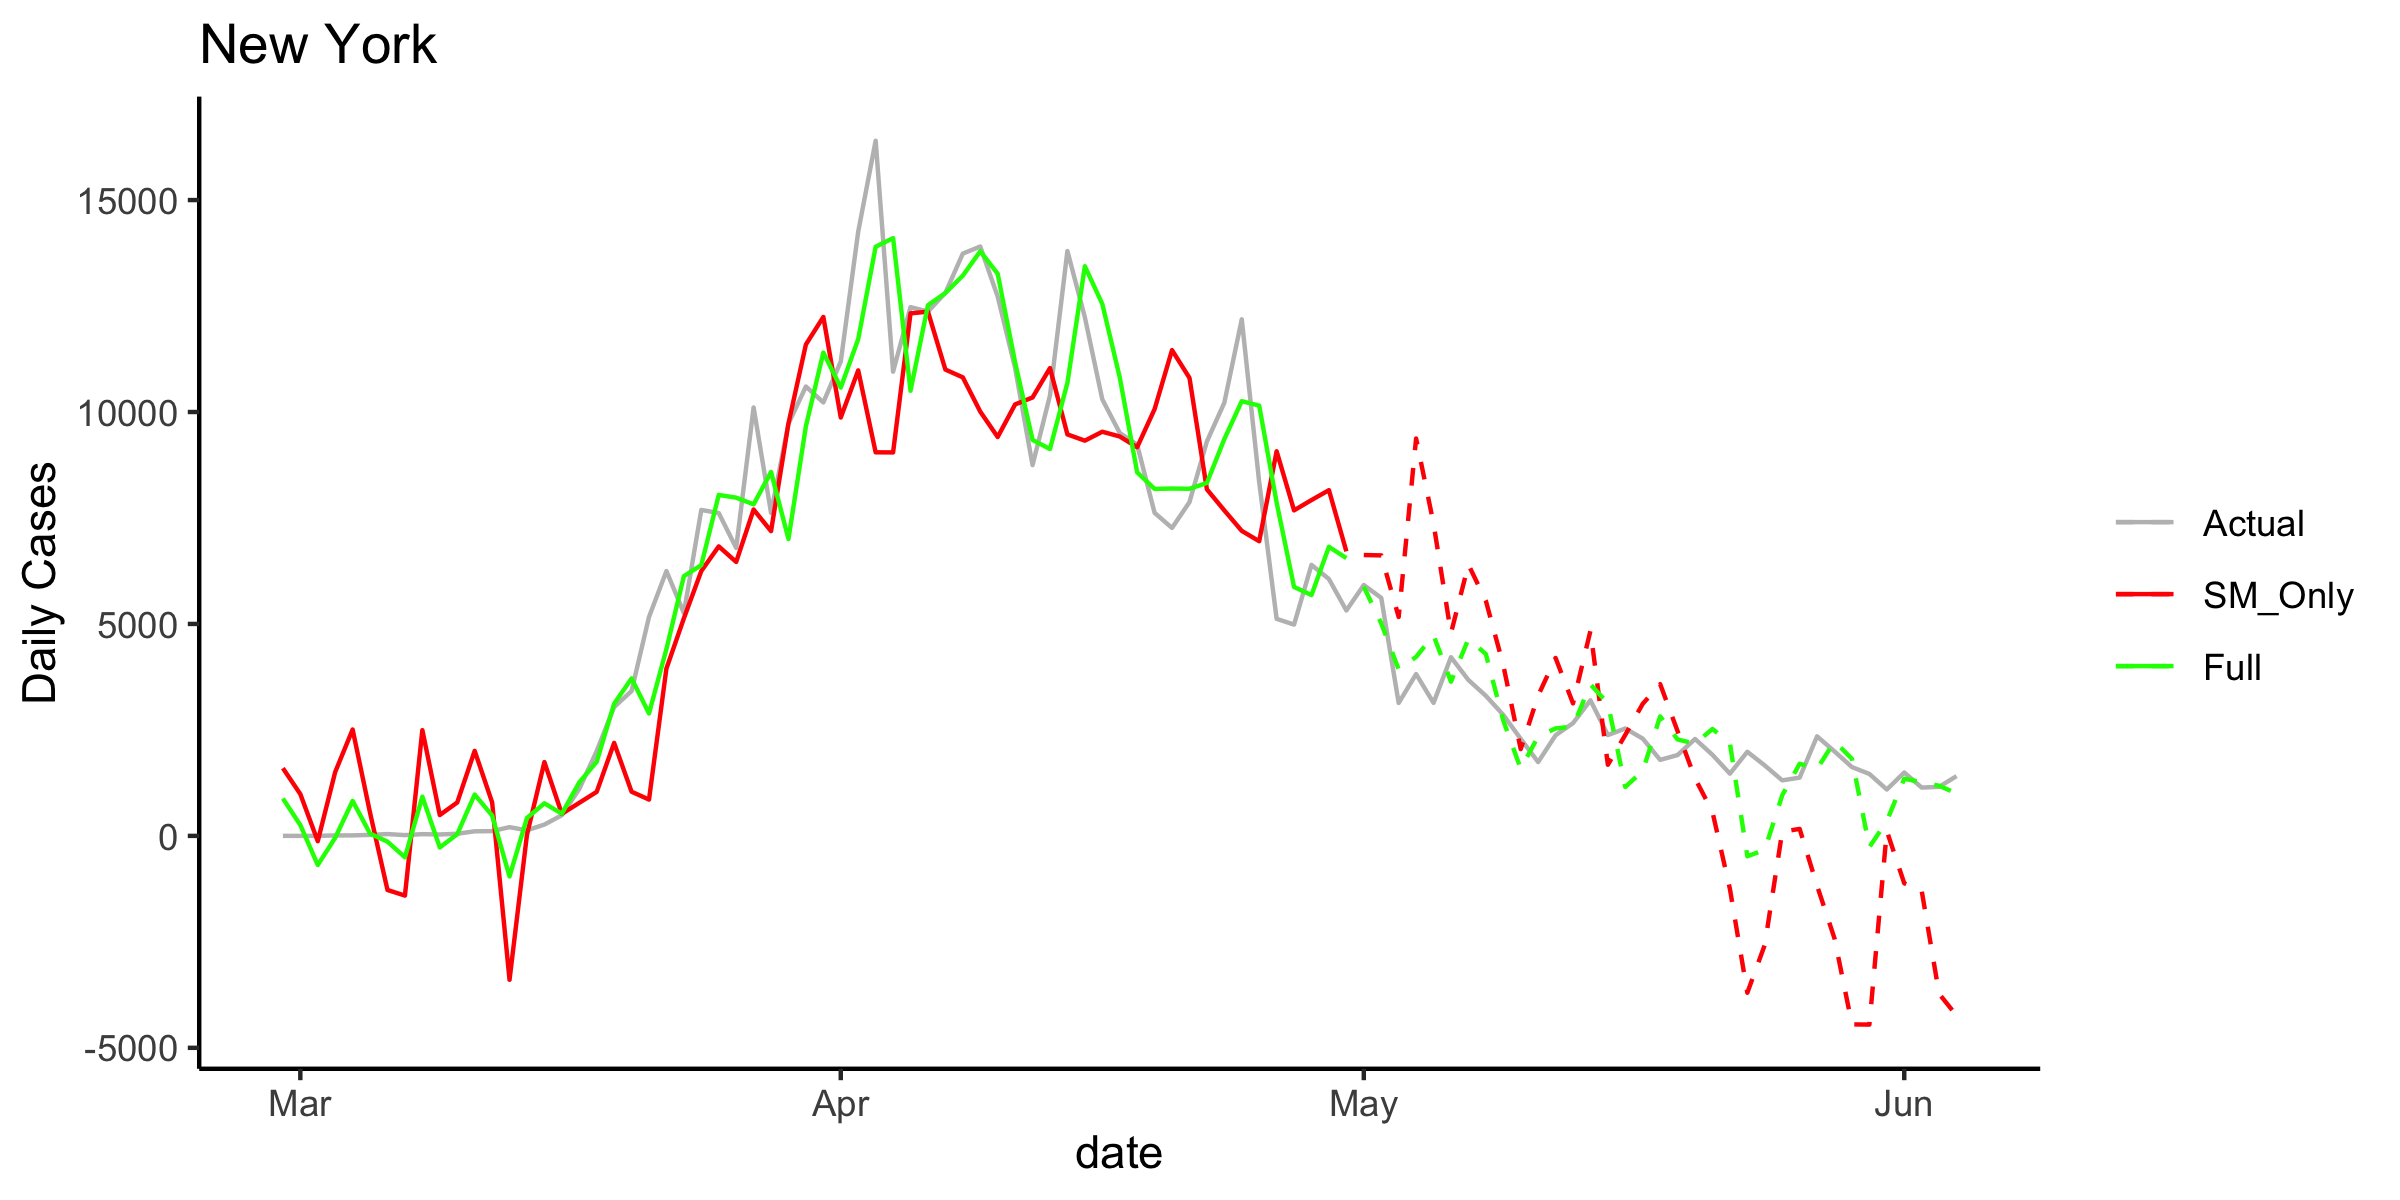 New York
Daily Cases
15000
10000
5000
0
-5000
Mar
Apr
May
Jun
date
Actual
SM_Only
Full